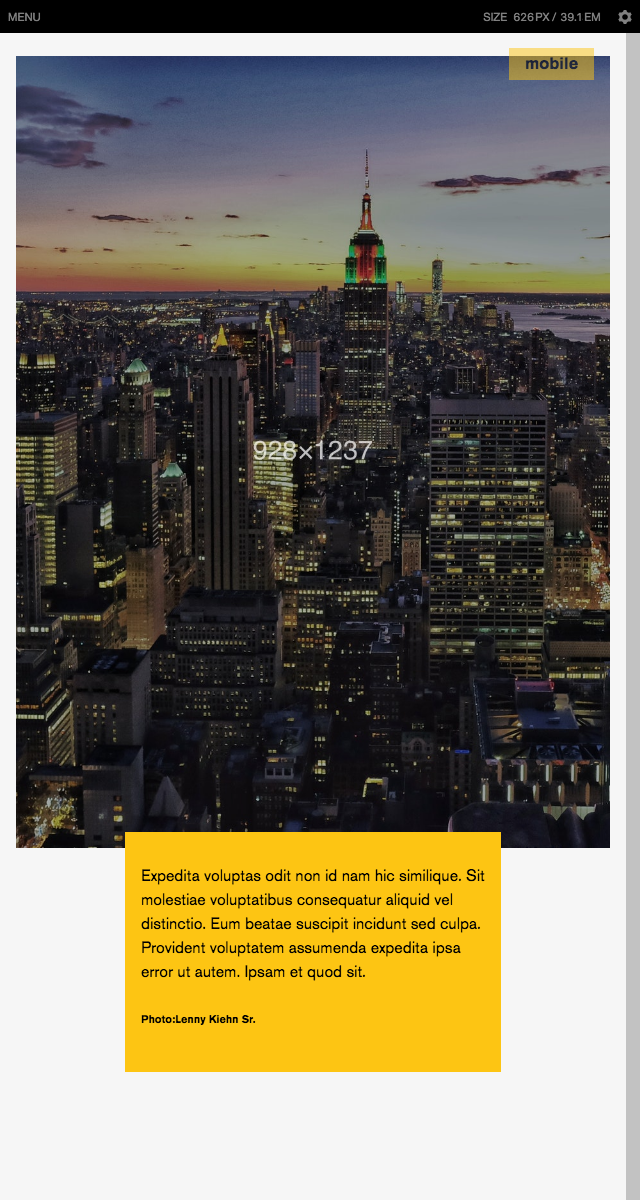 MENU
SIZE 626PX / 39.1EM
mobile
928×1237
Expedita voluptas odit non id nam hic similique. Sit
molestiae voluptatibus consequatur aliquid vel
distinctio. Eum beatae suscipit incidunt sed culpa.
Provident voluptatem assumenda expedita ipsa
error ut autem. Ipsam et quod sit.
Photo:Lenny Kiehn Sr.